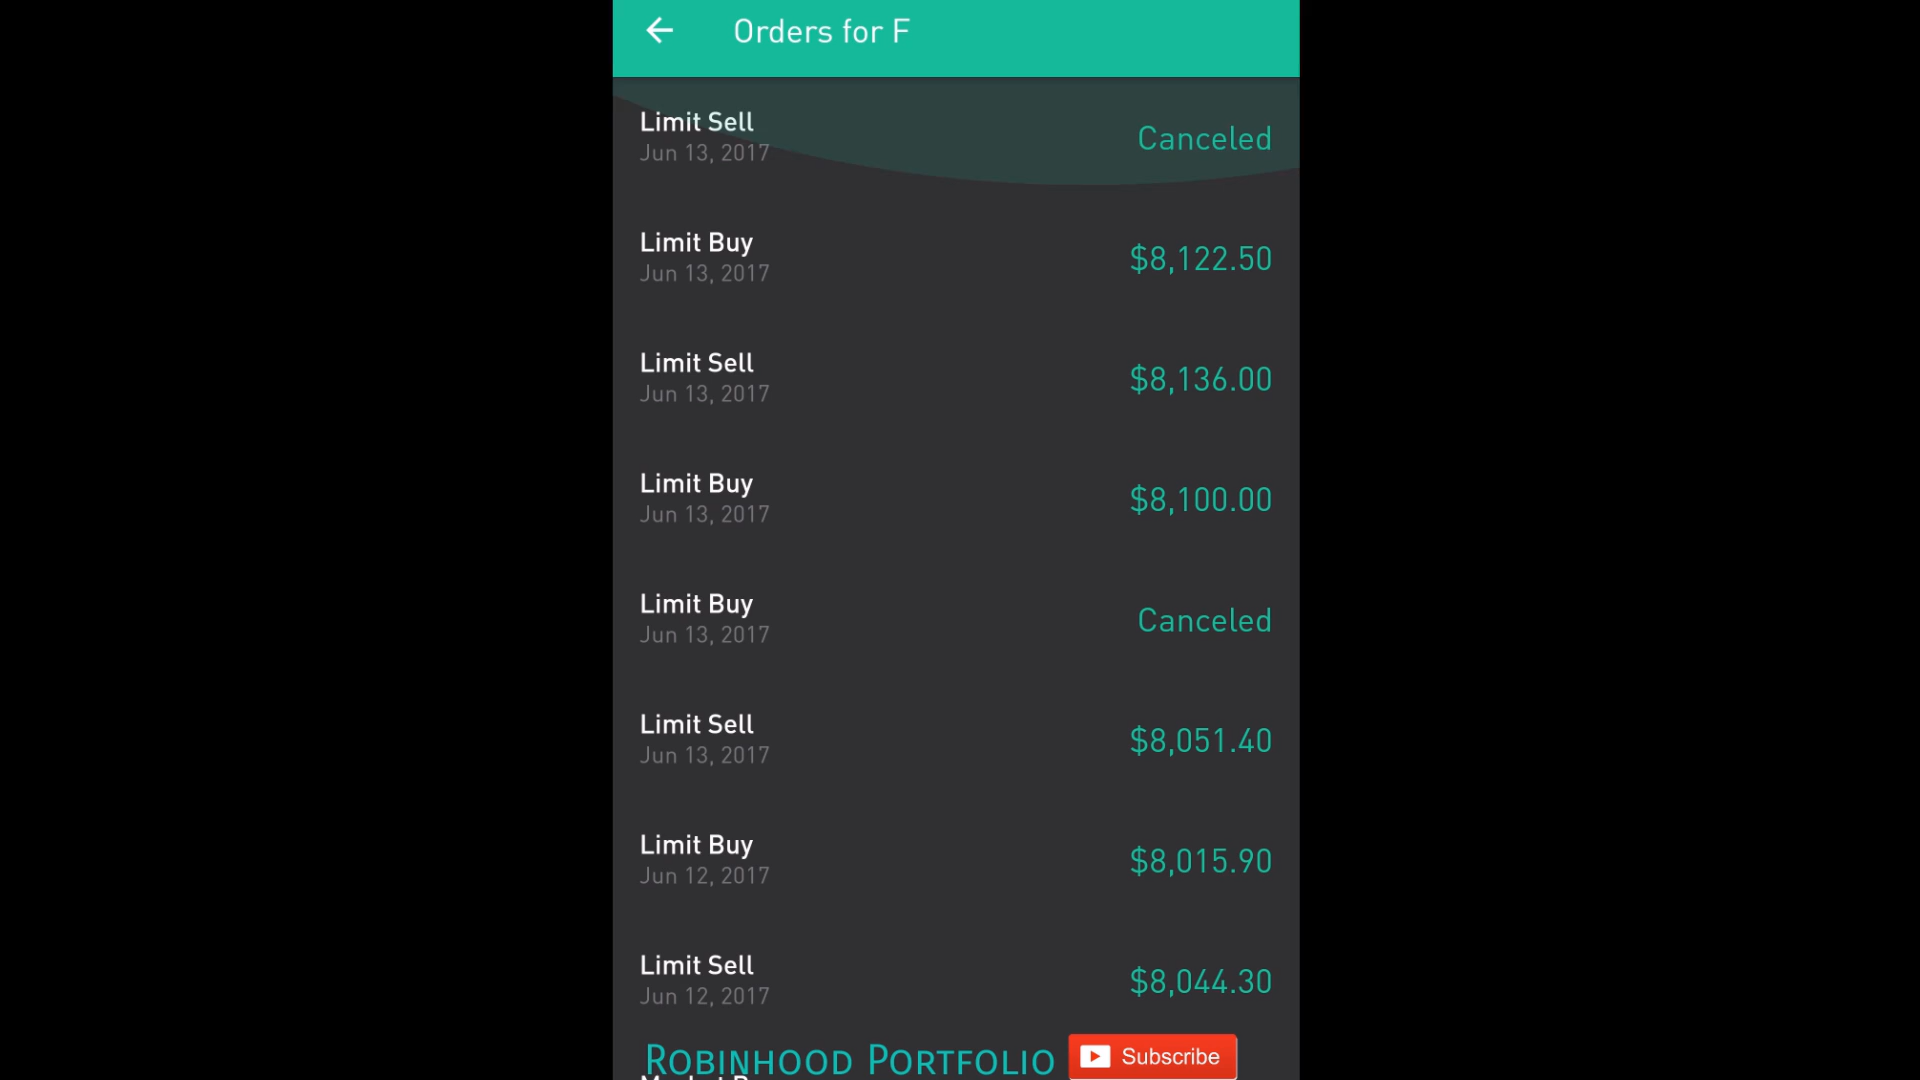 Orders for F
Limit Sell
Jun 13, 2017
Canceled
Limit Buy
Jun 13, 2017
$8,122.50
Limit Sell
Jun 13, 2017
$8,136.00
Limit Buy
Jun 13, 2017
$8,100.00
Limit Buy
Jun 13, 2017
Canceled
Limit Sell
Jun 13, 2017
$8,051.40
Limit Buy
Jun 12, 2017
$8,015.90
Limit Sell
Jun 12, 2017
$8,044.30
ROBINHOOD PORTFOLIO
Subscribe